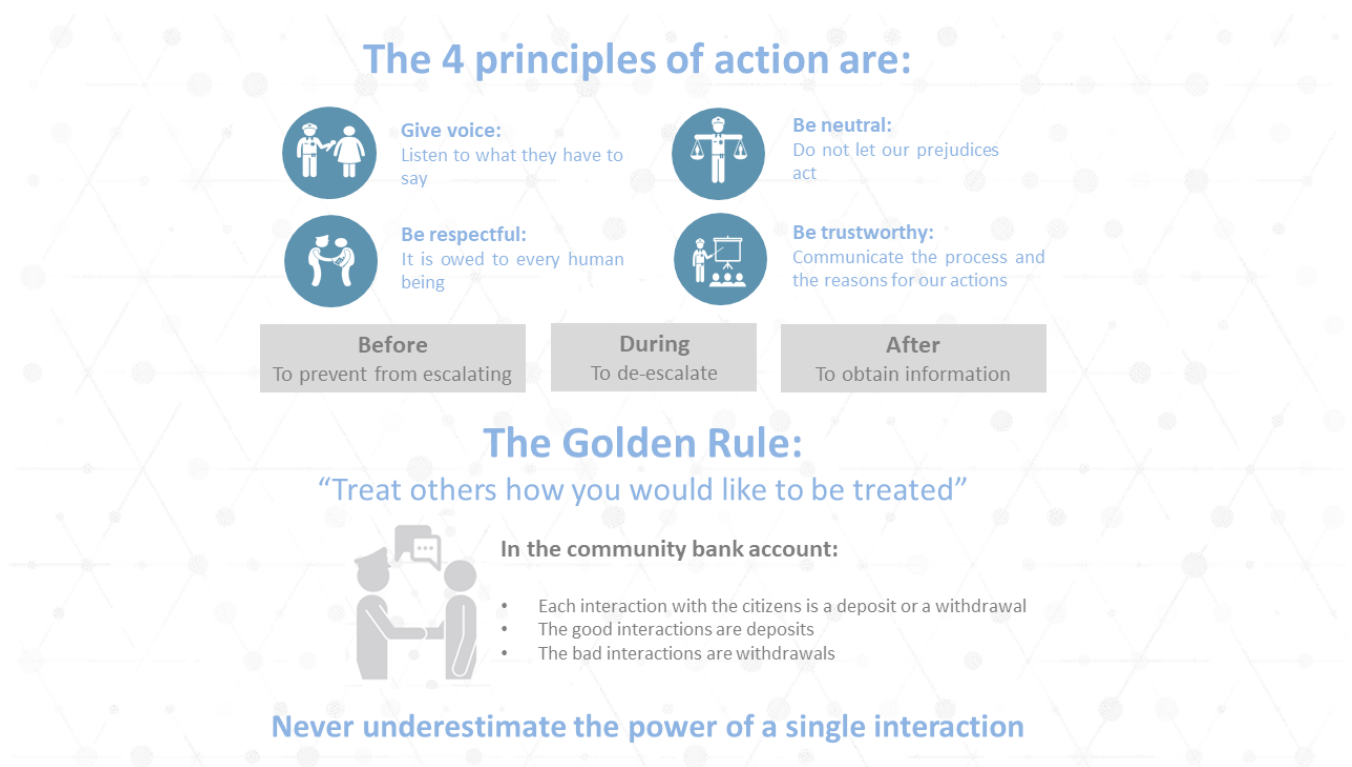 The 4 principles of action are:
Give voice:
Listen to what they have to
say
Be neutral:
Do not let our prejudices
act
Be respectful:
It is owed to every human
being
Be trustworthy:
Communicate the process and
the reasons for our actions
Before
To prevent from escalating
During
To de-escalate
After
To obtain information
The Golden Rule:
“Treat others how you would like to be treated”
In the community bank account:
• Each interaction with the citizens is a deposit or a withdrawal
• The good interactions are deposits
• The bad interactions are withdrawals
Never underestimate the power of a single interaction